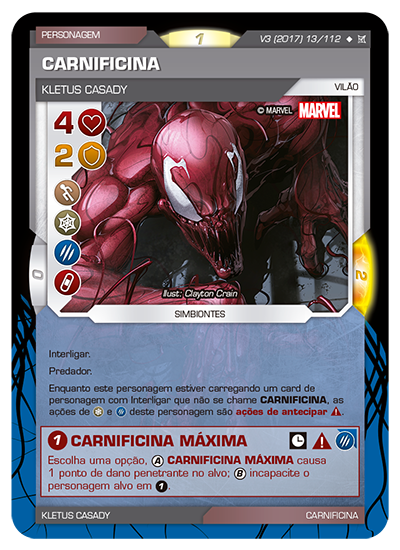 PERSONAGEM
1
V3 (2017) 13/112
CARNIFICINA
KLETUS CASADY
VILÃO
4
© MARVEL MARVEL
2
0
2
Illust: Clayton Crain
SIMBIONTES
Interligar.
Predador.
Enquanto este personagem estiver carregando um card de
personagem com Interligar que não se chame CARNIFICINA, as
ações de e deste personagem são ações de antecipar.
1 CARNIFICINA MÁXIMA
Escolha uma opção, A CARNIFICINA MÁXIMA causa
1 ponto de dano penetrante no alvo; B incapacite o
personagem alvo em 1.
KLETUS CASADY
CARNIFICINA